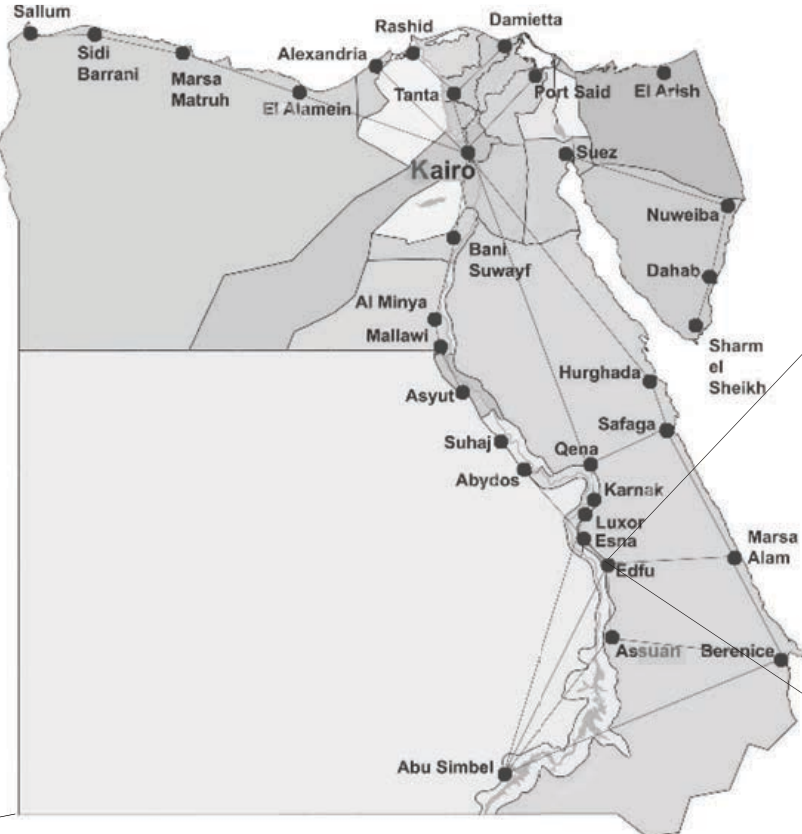 Sallum
Rashid
Damietta
Sidi
Barrani
Marsa
Matruh
Alexandria
El Alamein
Tanta
Port Said
El Arish
Kairo
Suez
Nuweiba
Bani
Suwayf
Dahab
Al Minya
Mallawi
Sharm
el
Sheikh
Hurghada
Asyut
Safaga
Suhaj
Qena
Abydos
Karnak
Luxor
Esna
Marsa
Alam
Edfu
Assuan
Berenice
Abu Simbel